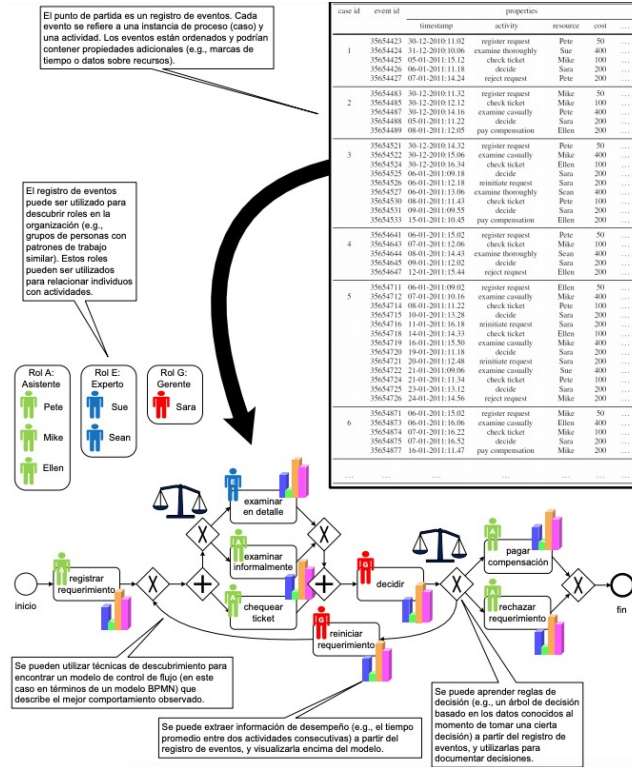 El punto de partida es un registro de eventos. Cada
evento se refiere a una instancia de proceso (caso) y
una actividad. Los eventos están ordenados y podrían
contener propiedades adicionales (e.g., marcas de
tiempo o datos sobre recursos).
case id event id properties
timestamp activity resource cost ...
35654423 30-12-2010:11.02 register request Pete 50 ...
1 35654424 31-12-2010:10.06 examine thoroughly Sue 400 ...
35654425 05-01-2011:15.12 check ticket Mike 100 ...
35654426 06-01-2011:11.18 decide Sara 200 ...
35654427 07-01-2011:14.24 reject request Pete 200 ...
35654483 30-12-2010:11.32 register request Mike 50 ...
2 35654485 30-12-2010:12.12 check ticket Mike 100 ...
35654487 30-12-2010:14.16 examine casually Pete 400 ...
35654488 05-01-2011:11.22 decide Sara 200 ...
35654489 08-01-2011:12.05 pay compensation Ellen 200 ...
35654521 30-12-2010:14.32 register request Pete 50 ...
3 35654522 30-12-2010:15.06 examine casually Mike 400 ...
35654524 30-12-2010:16.34 check ticket Ellen 100 ...
35654525 06-01-2011:09.18 decide Sara 200 ...
35654526 06-01-2011:12.18 reinitiate request Sara 200 ...
35654527 06-01-2011:13.06 examine thoroughly Sean 400 ...
35654530 08-01-2011:11.43 check ticket Pete 100 ...
35654531 09-01-2011:09.55 decide Sara 200 ...
35654533 15-01-2011:10.45 pay compensation Ellen 200 ...
35654641 06-01-2011:15.02 register request Pete 50 ...
4 35654643 07-01-2011:12.06 check ticket Mike 100 ...
35654644 08-01-2011:14.43 examine thoroughly Sean 400 ...
35654645 09-01-2011:12.02 decide Sara 200 ...
35654647 12-01-2011:15.44 reject request Ellen 200 ...
35654711 06-01-2011:09.02 register request Ellen 50 ...
5 35654712 07-01-2011:10.16 examine casually Mike 400 ...
35654714 08-01-2011:11.22 check ticket Pete 100 ...
35654715 10-01-2011:13.28 decide Sara 200 ...
35654716 11-01-2011:16.18 reinitiate request Sara 200 ...
35654718 14-01-2011:14.33 check ticket Ellen 100 ...
35654719 16-01-2011:15.50 examine casually Mike 400 ...
35654720 19-01-2011:11.18 decide Sara 200 ...
35654721 20-01-2011:12.48 reinitiate request Sara 200 ...
35654722 21-01-2011:09.06 examine casually Sue 400 ...
35654724 21-01-2011:11.34 check ticket Pete 100 ...
35654725 23-01-2011:13.12 decide Sara 200 ...
35654726 24-01-2011:14.56 reject request Mike 200 ...
35654871 06-01-2011:15.02 register request Mike 50 ...
6 35654873 06-01-2011:16.06 examine casually Ellen 400 ...
35654874 07-01-2011:16.22 check ticket Mike 100 ...
35654875 07-01-2011:16.52 decide Sara 200 ...
35654877 16-01-2011:11.47 pay compensation Mike 200 ...
... ... ... ... ... ... ...
El registro de eventos
puede ser utilizado para
descubrir roles en la
organización (e.g.,
grupos de personas con
patrones de trabajo
similar). Estos roles
pueden ser utilizados
para relacionar individuos
con actividades.
Rol A:
Asistente
Pete
Mike
Ellen
Rol E:
Experto
Sue
Sean
Rol G:
Gerente
Sara
inicio
A
registrar
requerimiento
E
examinar
en detalle
A
examinar
informalmente
A
chequear
ticket
G
decidir
G
reiniciar
requerimiento
A
pagar
compensación
A
rechazar
requerimiento
fin
Se pueden utilizar técnicas de descubrimiento para
encontrar un modelo de control de flujo (en este
caso en términos de un modelo BPMN) que
describe el mejor comportamiento observado.
Se puede extraer información de desempeño (e.g., el tiempo
promedio entre dos actividades consecutivas) a partir del
registro de eventos, y visualizarla encima del modelo.
Se puede aprender reglas de
decisión (e.g., un árbol de decisión
basado en los datos conocidos al
momento de tomar una cierta
decisión) a partir del registro de
eventos, y utilizarlas para
documentar decisiones.